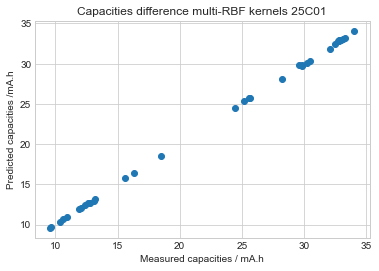 Capacities difference multi-RBF kernels 25C01
35
30
25
20
15
10
Predicted capacities /mA.h
10 15 20 25 30 35
Measured capacities / mA.h